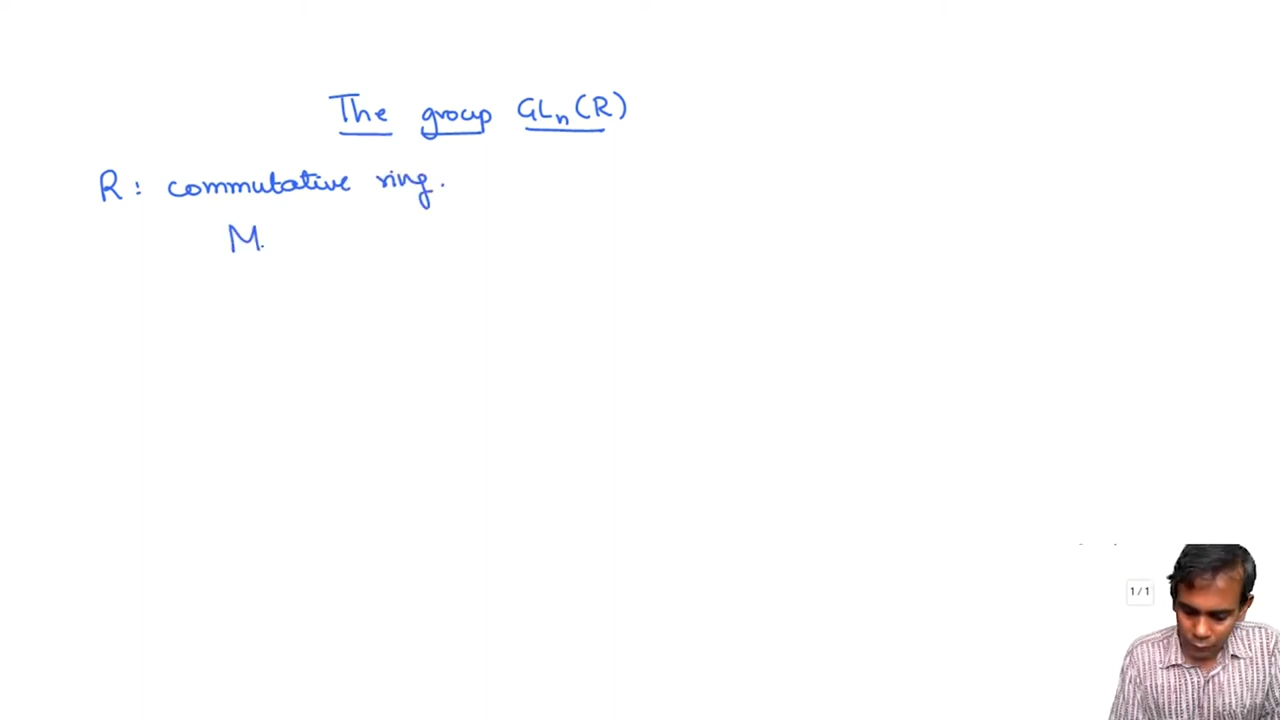 The group GLₙ(R)
R: commutative ring.
M.
1/1